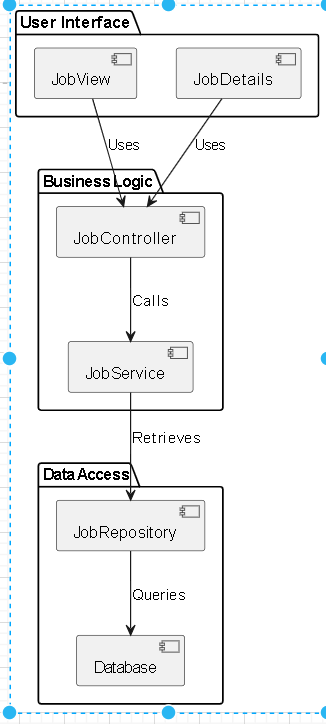 User Interface
JobView
JobDetails
Uses
Uses
Business Logic
JobController
Calls
JobService
Retrieves
Data Access
JobRepository
Queries
Database